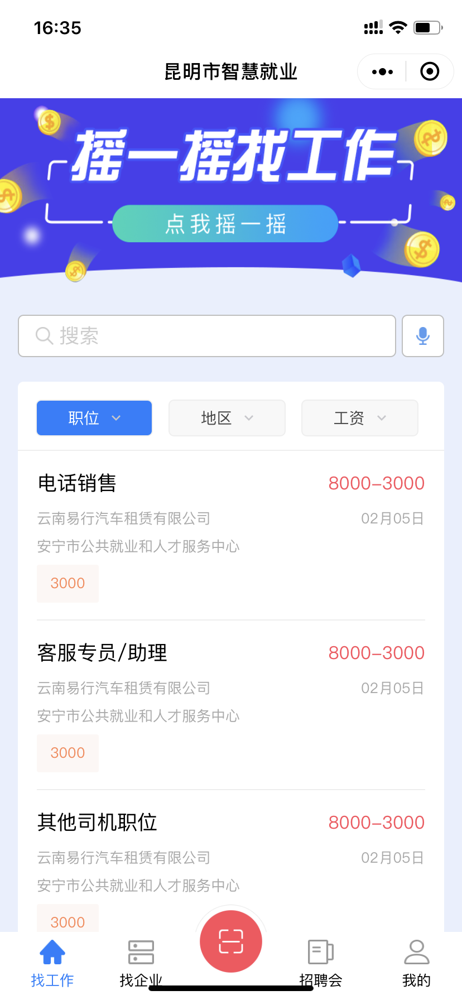 16:35
昆明市智慧就业
摇一摇找工作
点我摇一摇
搜索
职位 地区 工资
电话销售 8000-3000
云南易行汽车租赁有限公司 02月05日
安宁市公共就业和人才服务中心
3000
客服专员/助理 8000-3000
云南易行汽车租赁有限公司 02月05日
安宁市公共就业和人才服务中心
3000
其他司机职位 8000-3000
云南易行汽车租赁有限公司 02月05日
安宁市公共就业和人才服务中心
3000
找工作 找企业 招聘会 我的